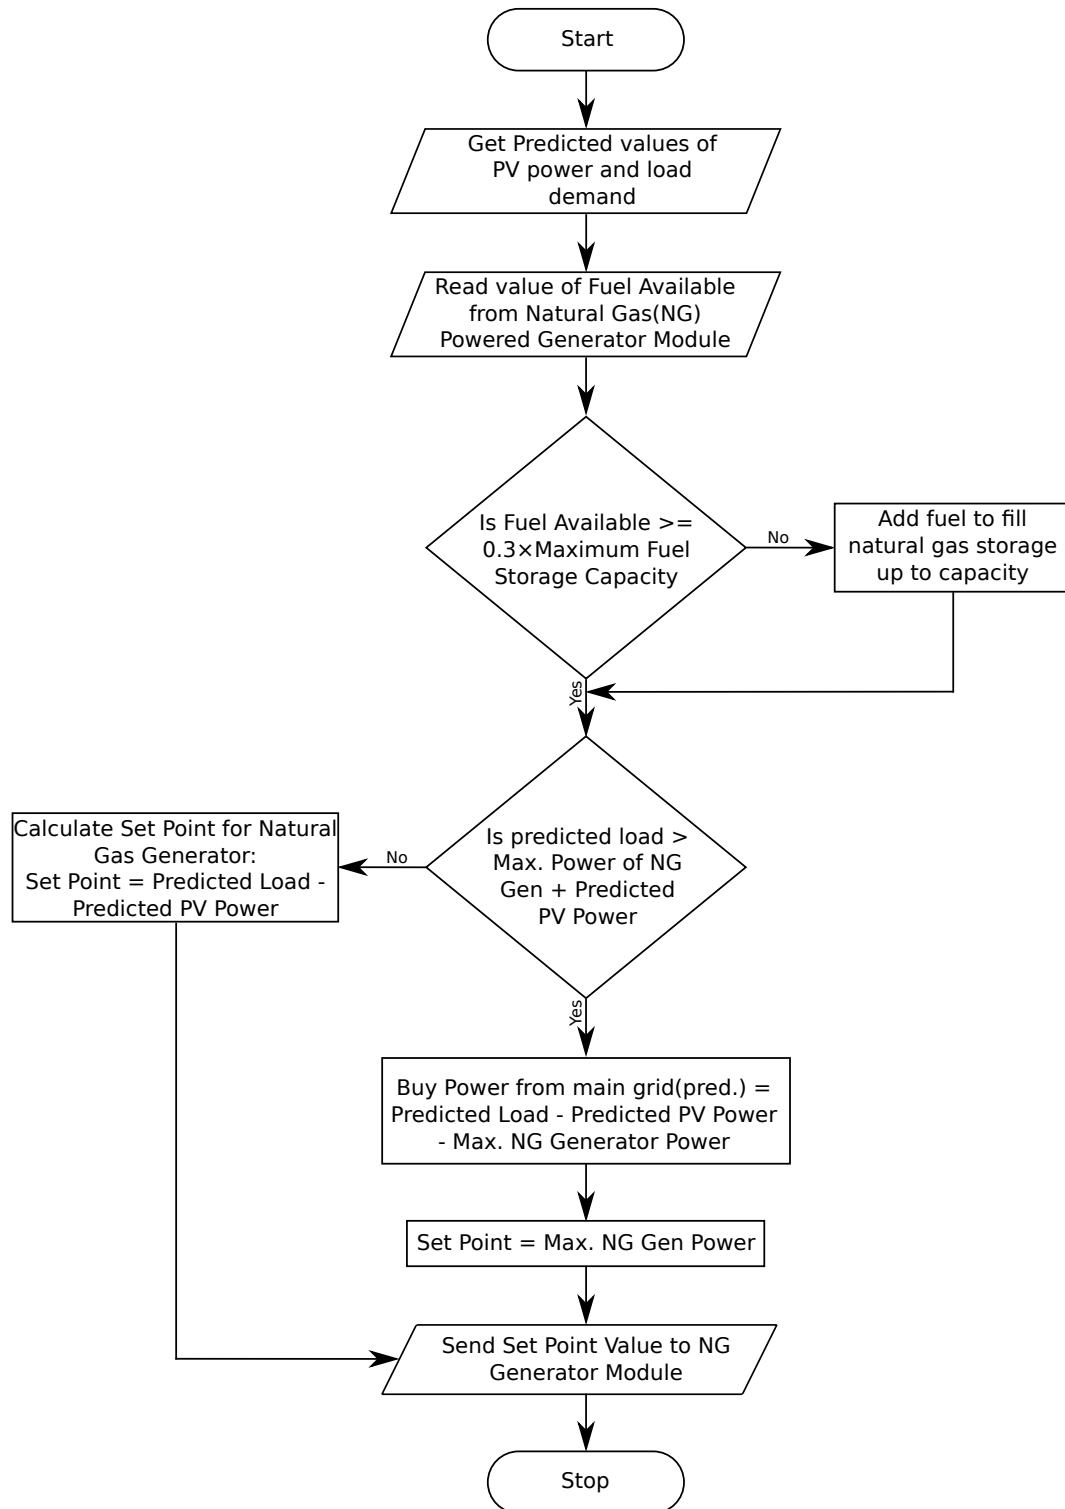 Start
Get Predicted values of
PV power and load
demand
Read value of Fuel Available
from Natural Gas(NG)
Powered Generator Module
Is Fuel Available >=
0.3×Maximum Fuel
Storage Capacity
No
Add fuel to fill
natural gas storage
up to capacity
Yes
Is predicted load >
Max. Power of NG
Gen + Predicted
PV Power
No
Calculate Set Point for Natural
Gas Generator:
Set Point = Predicted Load -
Predicted PV Power
Yes
Buy Power from main grid(pred.) =
Predicted Load - Predicted PV Power
- Max. NG Generator Power
Set Point = Max. NG Gen Power
Send Set Point Value to NG
Generator Module
Stop